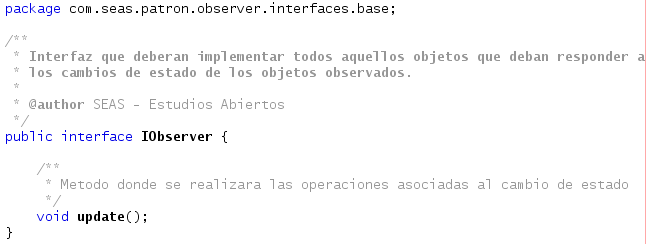 package com.seas.patron.observer.interfaces.base;
/**
 * Interfaz que deberan implementar todos aquellos objetos que deban responder a
 * los cambios de estado de los objetos observados.
 *
 * @author SEAS - Estudios Abiertos
 */
public interface IObserver {
    /**
     * Metodo donde se realizara las operaciones asociadas al cambio de estado
     */
    void update();
}